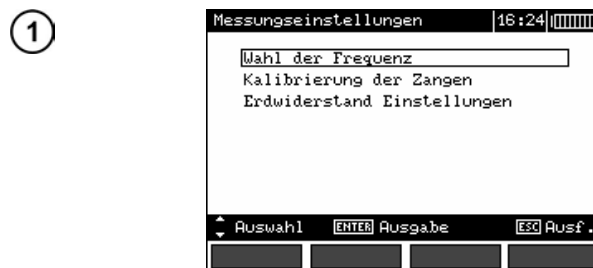 1
Messungseinstellungen 16:24
Wahl der Frequenz
Kalibrierung der Zangen
Erdwiderstand Einstellungen
Auswahl ENTER Ausgabe ESC Ausf.